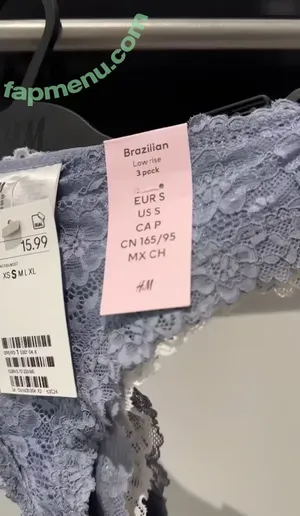 fapmenu.com
H&M
Brazilian
Low rise
3 pack
EUR S
US S
CA P
CN 165/95
MX CH
H&M
15.99
XS S M L XL